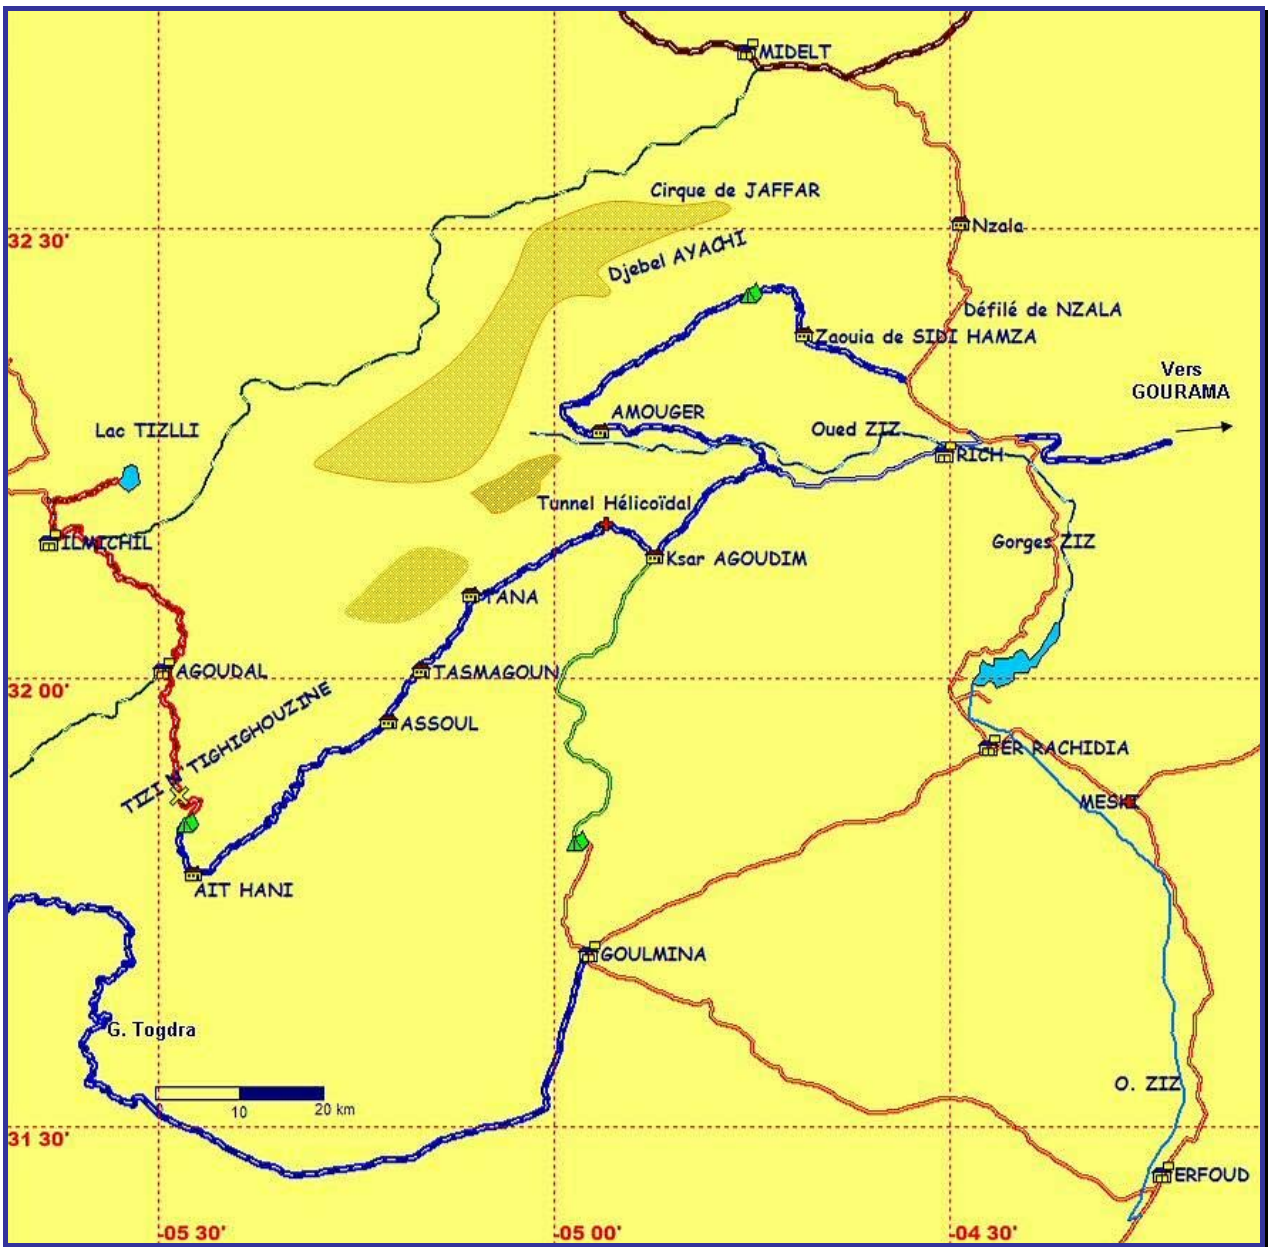 MIDELT
Cirque de JAFFAR
Nzala
32 30'
Djebel AYACHI
Défilé de NZALA
Zaouia de SIDI HAMZA
Vers
GOURAMA
AMOUGER
Lac TIZLLI
Oued ZIZ
RICH
Tunnel Hélicoïdal
ILMICHIL
Gorges ZIZ
Ksar AGOUDIM
TANA
AGOUDAL
TASMAGOUN
32 00'
ASSOUL
TIZI N TIGHIGHOUZINE
ER RACHIDIA
MESKI
AIT HANI
GOULMINA
G. Togdra
O. ZIZ
0 10 20 km
31 30'
ERFOUD
-05 30'
-05 00'
-04 30'